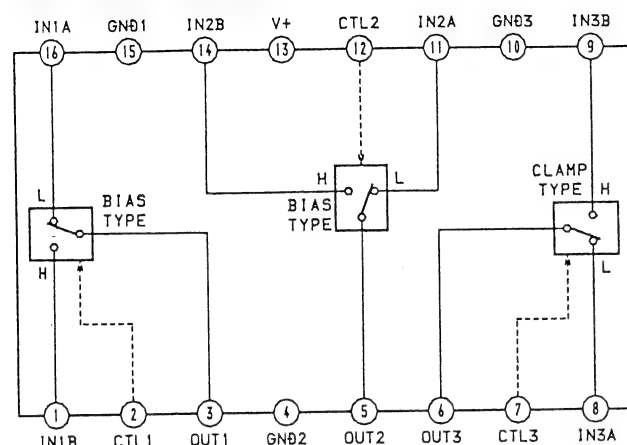 IN1A GND1 IN2B V+ CTL2 IN2A GND3 IN3B
16 15 14 13 12 11 10 9
L
H
BIAS
TYPE
H
L
BIAS
TYPE
CLAMP
TYPE
H
L
1 2 3 4 5 6 7 8
IN1B CTL1 OUT1 GND2 OUT2 OUT3 CTL3 IN3A